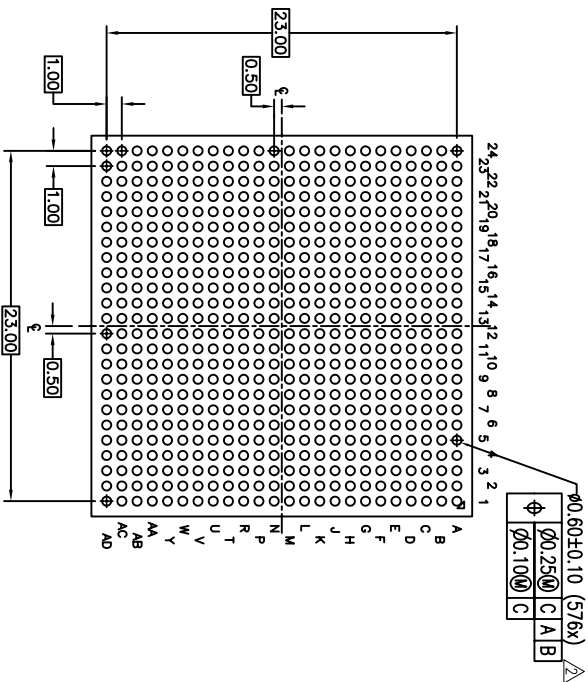 23.00
0.50
℄
1.00
24
23
22
21
20
19
18
17
16
15
14
13
12
11
10
9
8
7
6
5
4
3
2
1
1.00
23.00
℄
0.50
A
B
C
D
E
F
G
H
J
K
L
M
N
P
R
T
U
V
W
Y
AA
AB
AC
AD
Ø0.60±0.10 (576x)
⌖ Ø0.25Ⓜ C A B
Ø0.10Ⓜ C
2